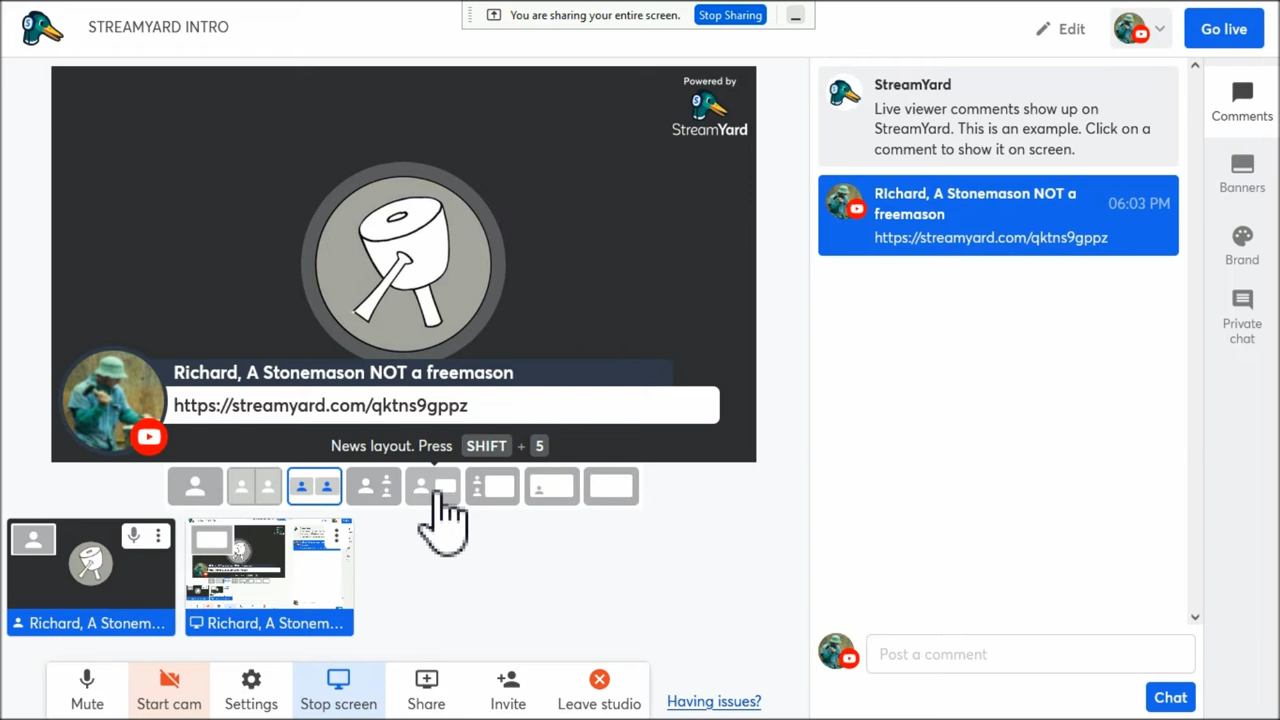 STREAMYARD INTRO
You are sharing your entire screen.
Stop Sharing
Edit
Go live
Powered by
StreamYard
Richard, A Stonemason NOT a freemason
https://streamyard.com/qktns9gppz
News layout. Press SHIFT + 5
Richard, A Stonem...
Richard, A Stonem...
Mute
Start cam
Settings
Stop screen
Share
Invite
Leave studio
Having issues?
StreamYard
Live viewer comments show up on
StreamYard. This is an example. Click on a
comment to show it on screen.
RIchard, A Stonemason NOT a
freemason
06:03 PM
https://streamyard.com/qktns9gppz
Post a comment
Chat
Comments
Banners
Brand
Private
chat